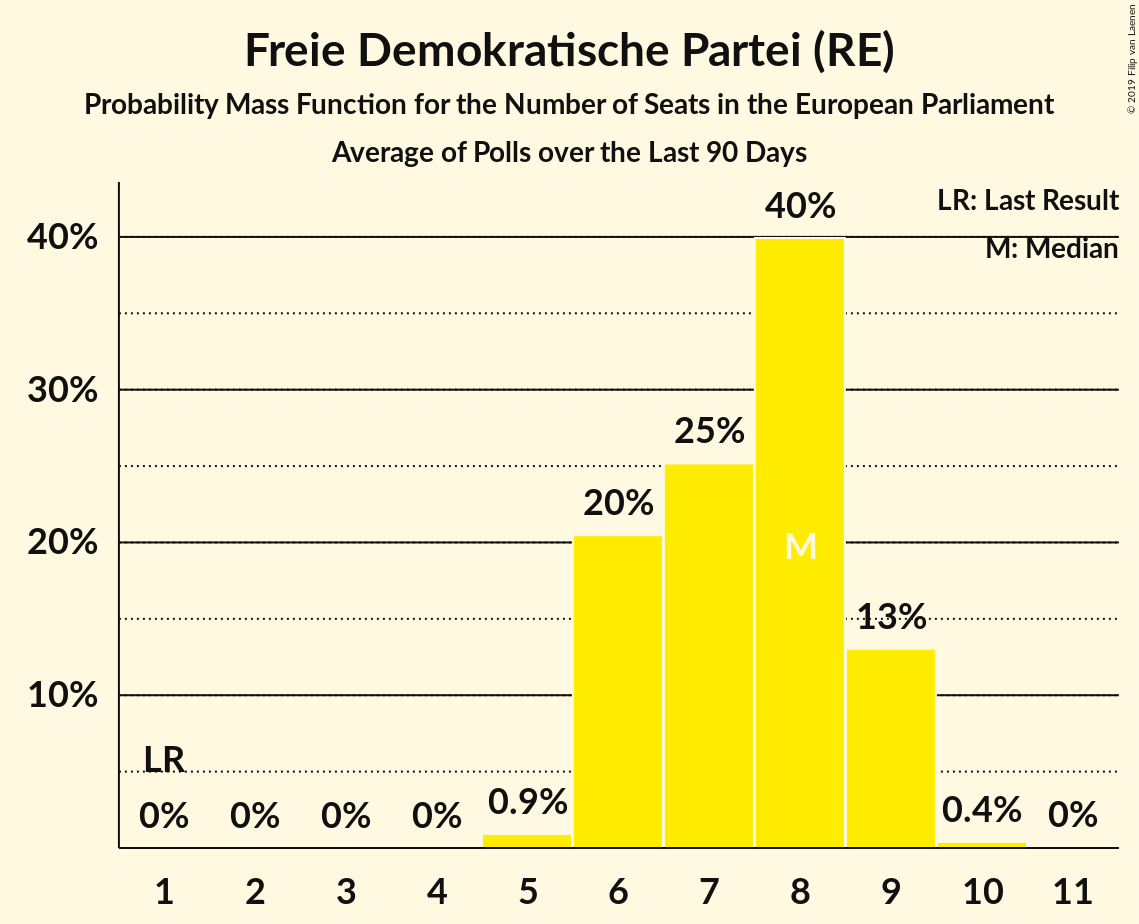 Freie Demokratische Partei (RE)
Probability Mass Function for the Number of Seats in the European Parliament
Average of Polls over the Last 90 Days
© 2019 Filip van Laenen
LR: Last Result
M: Median
40%
30%
20%
10%
LR
0%
0%
0%
0%
0.9%
20%
25%
40%
M
13%
0.4%
0%
1 2 3 4 5 6 7 8 9 10 11